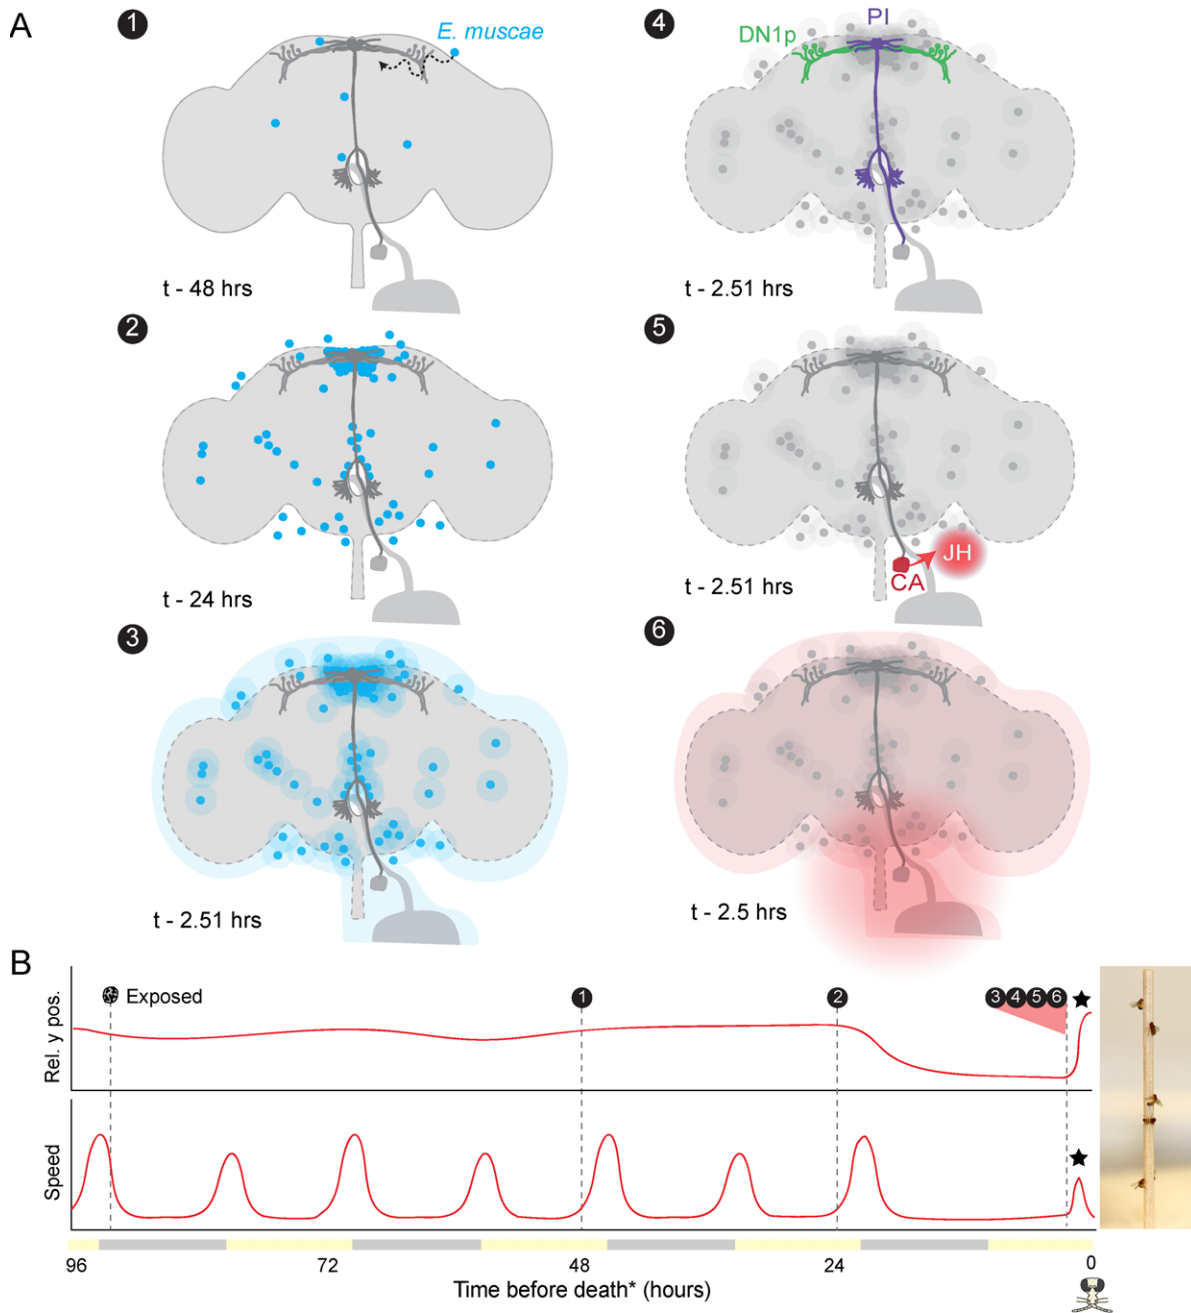 A
1
E. muscae
t - 48 hrs
4
PI
DN1p
t - 2.51 hrs
2
t - 24 hrs
5
JH
CA
t - 2.51 hrs
3
t - 2.51 hrs
6
t - 2.5 hrs
B
Rel. y pos.
Exposed
1
2
3 4 5 6
Speed
96 72 48 24 0
Time before death* (hours)